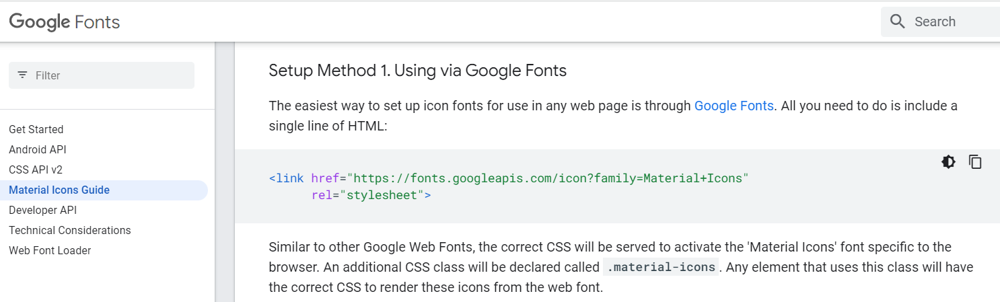 Google Fonts
Search
Filter
Get Started
Android API
CSS API v2
Material Icons Guide
Developer API
Technical Considerations
Web Font Loader
Setup Method 1. Using via Google Fonts
The easiest way to set up icon fonts for use in any web page is through Google Fonts. All you need to do is include a
single line of HTML:
<link href="https://fonts.googleapis.com/icon?family=Material+Icons"
      rel="stylesheet">
Similar to other Google Web Fonts, the correct CSS will be served to activate the 'Material Icons' font specific to the
browser. An additional CSS class will be declared called .material-icons. Any element that uses this class will have
the correct CSS to render these icons from the web font.